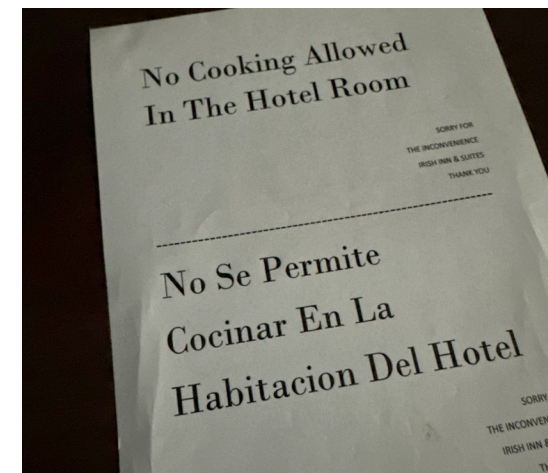 No Cooking Allowed
In The Hotel Room
SORRY FOR
THE INCONVENIENCE
IRISH INN & SUITES
THANK YOU
No Se Permite
Cocinar En La
Habitacion Del Hotel
SORRY
THE INCONVEN
IRISH INN &